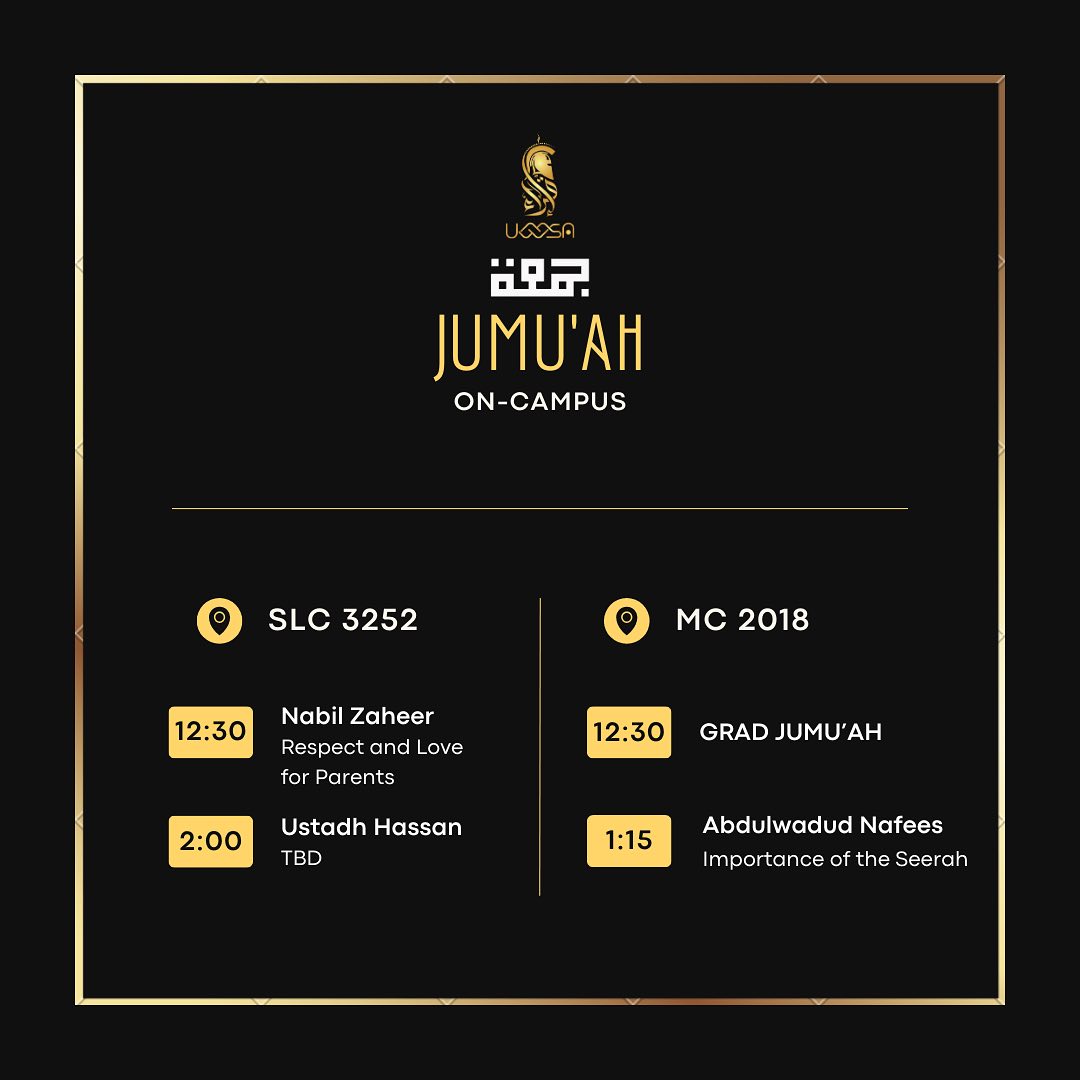 جمعة
JUMU'AH
ON-CAMPUS
SLC 3252
12:30
Nabil Zaheer
Respect and Love
for Parents
2:00
Ustadh Hassan
TBD
MC 2018
12:30
GRAD JUMU’AH
1:15
Abdulwadud Nafees
Importance of the Seerah